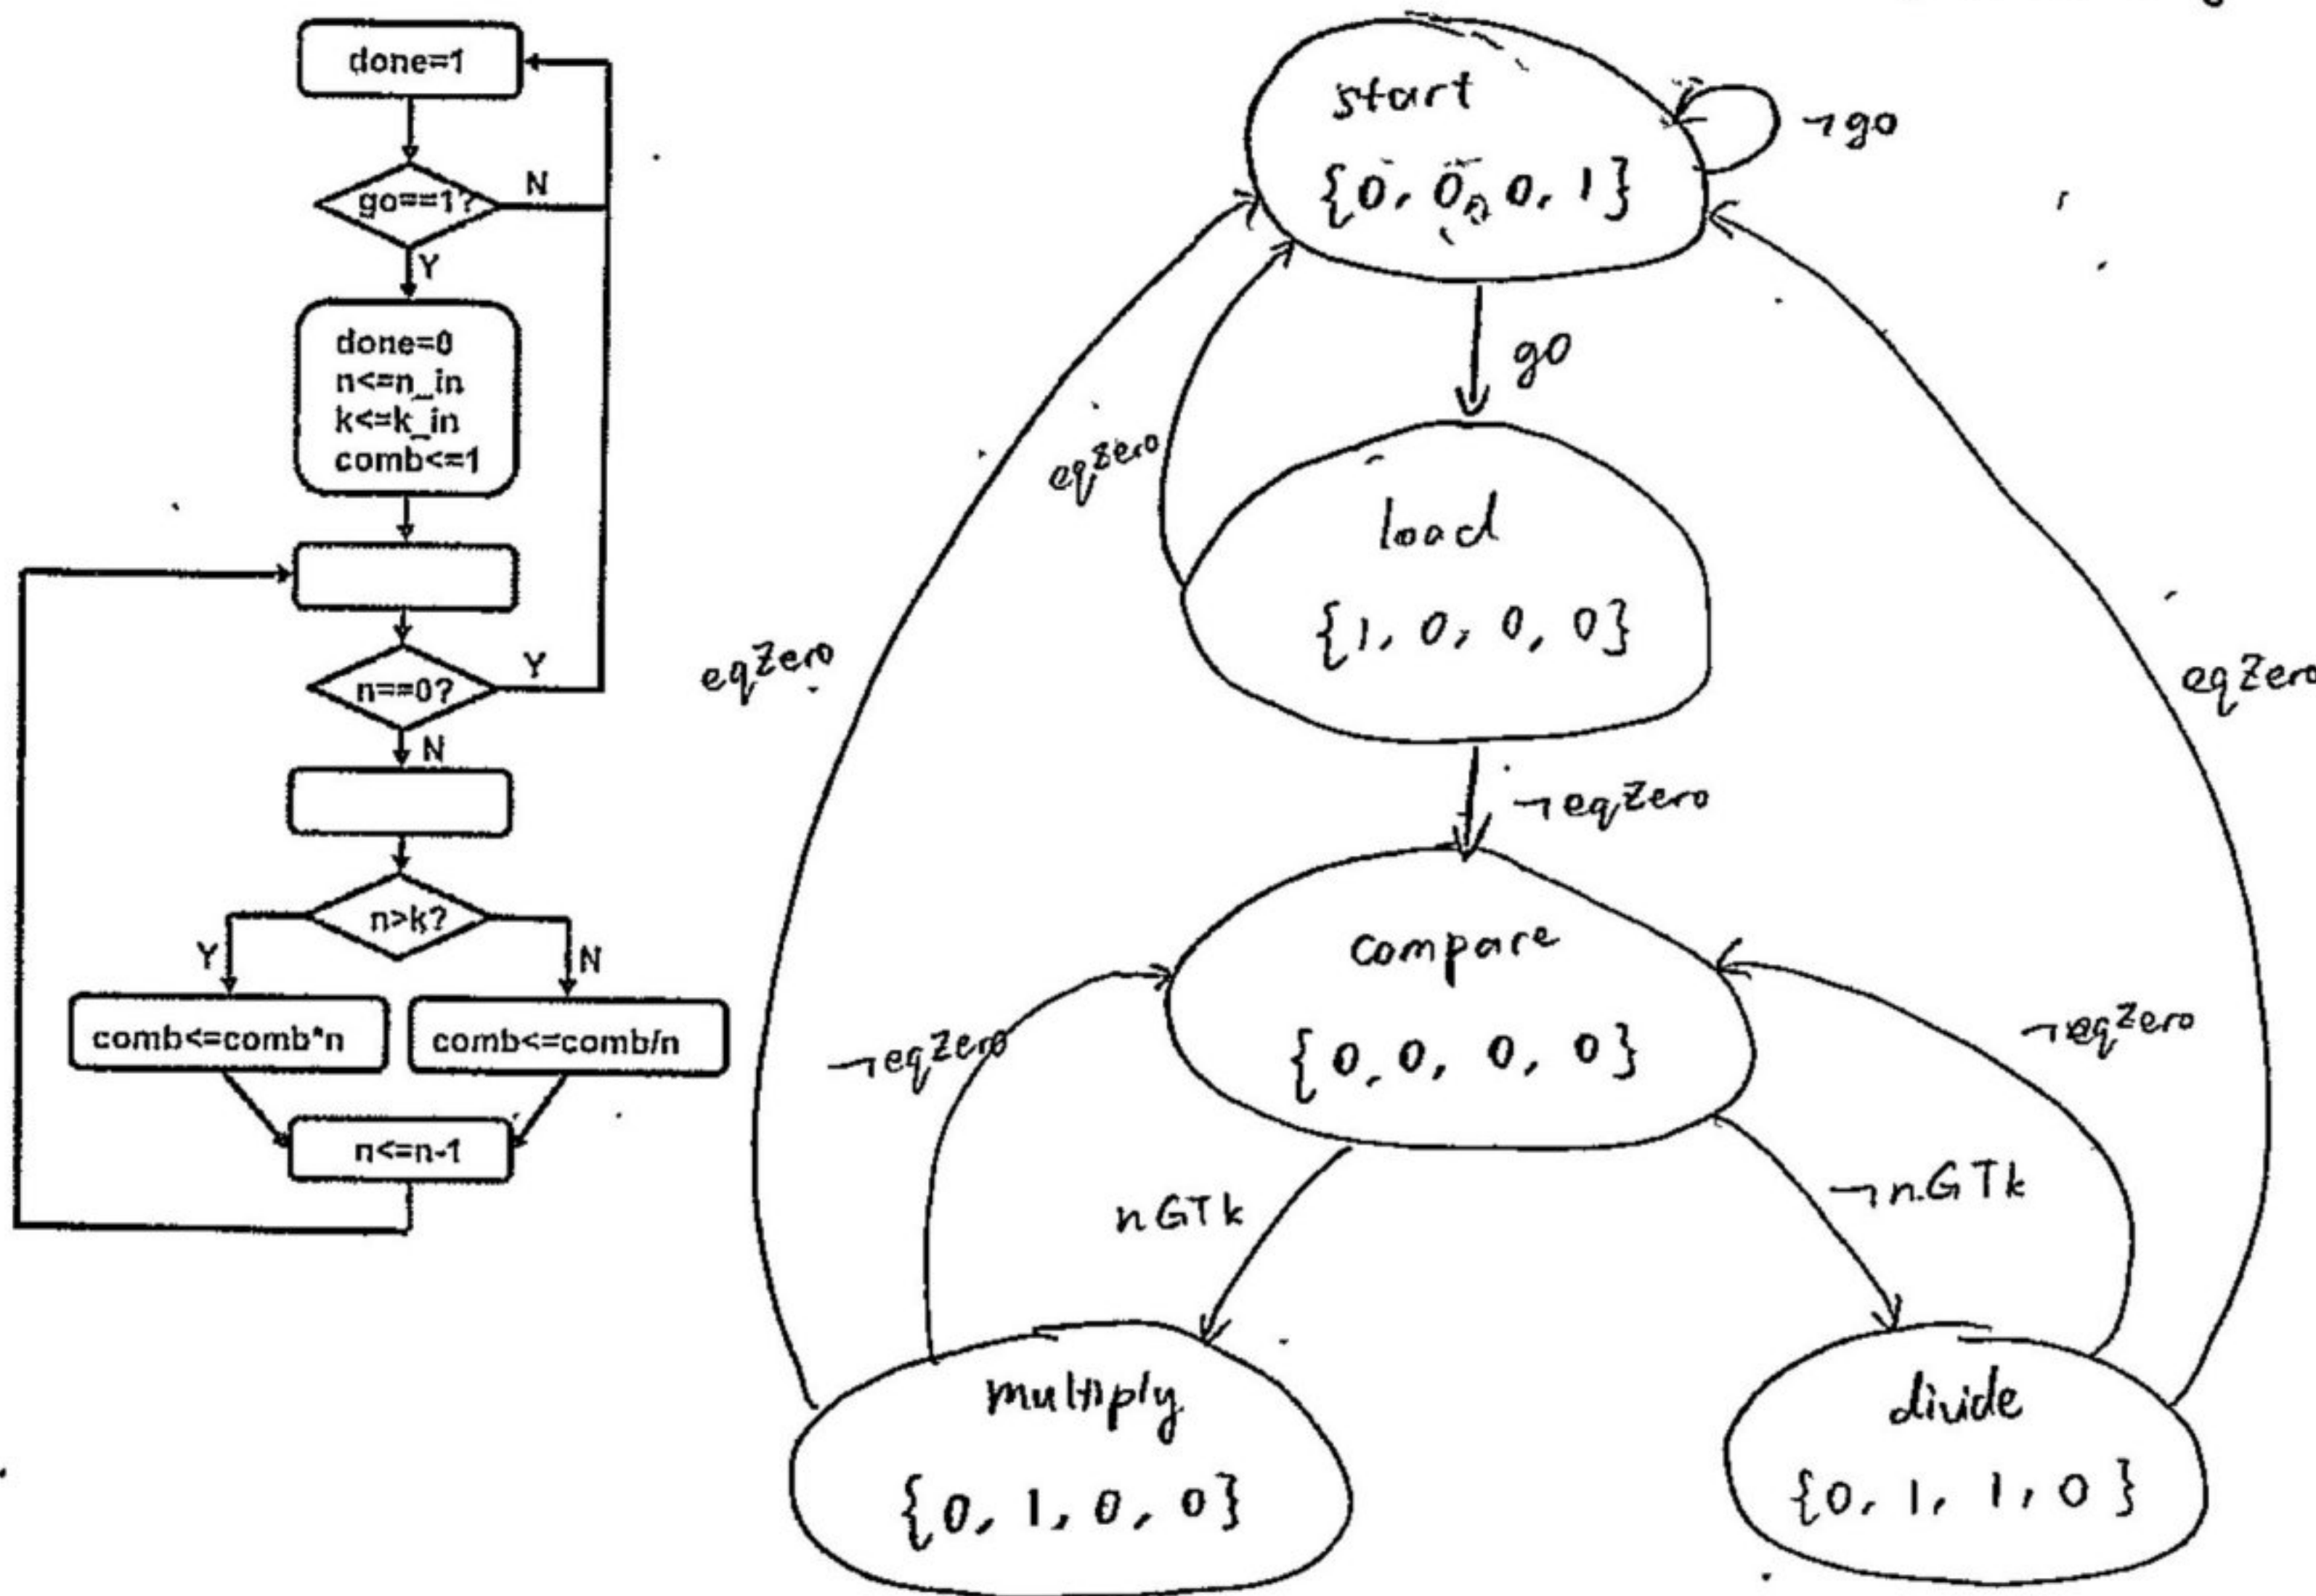 done=1
go==1?
N
Y
done=0
n<=n_in
k<=k_in
comb<=1
n==0?
Y
N
n>k?
Y
N
comb<=comb*n
comb<=comb/n
n<=n-1
start
{0, 0, 0, 1}
¬go
go
eqZero
load
{1, 0, 0, 0}
eqZero
eqZero
¬eqZero
compare
{0, 0, 0, 0}
¬eqZero
¬eqZero
nGTk
¬nGTk
multiply
{0, 1, 0, 0}
divide
{0, 1, 1, 0}